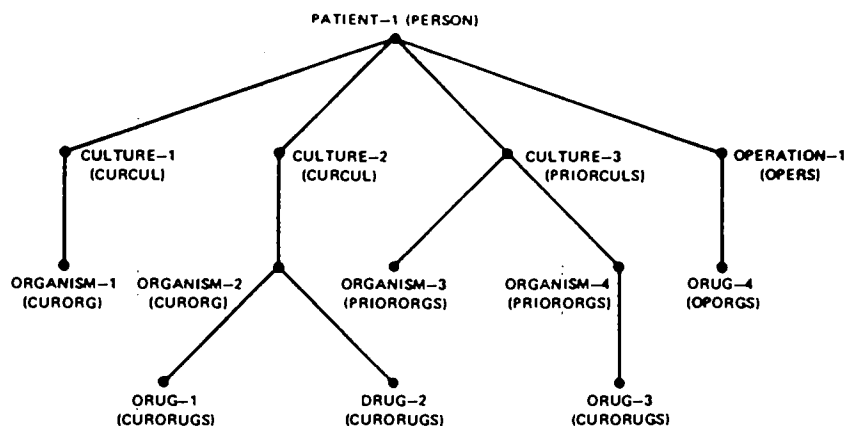 PATIENT-1 (PERSON)
CULTURE-1
(CURCUL)
CULTURE-2
(CURCUL)
CULTURE-3
(PRIORCULS)
OPERATION-1
(OPERS)
ORGANISM-1
(CURORG)
ORGANISM-2
(CURORG)
ORGANISM-3
(PRIORORGS)
ORGANISM-4
(PRIORORGS)
ORUG-4
(OPORGS)
ORUG-1
(CURORUGS)
DRUG-2
(CURORUGS)
ORUG-3
(CURORUGS)